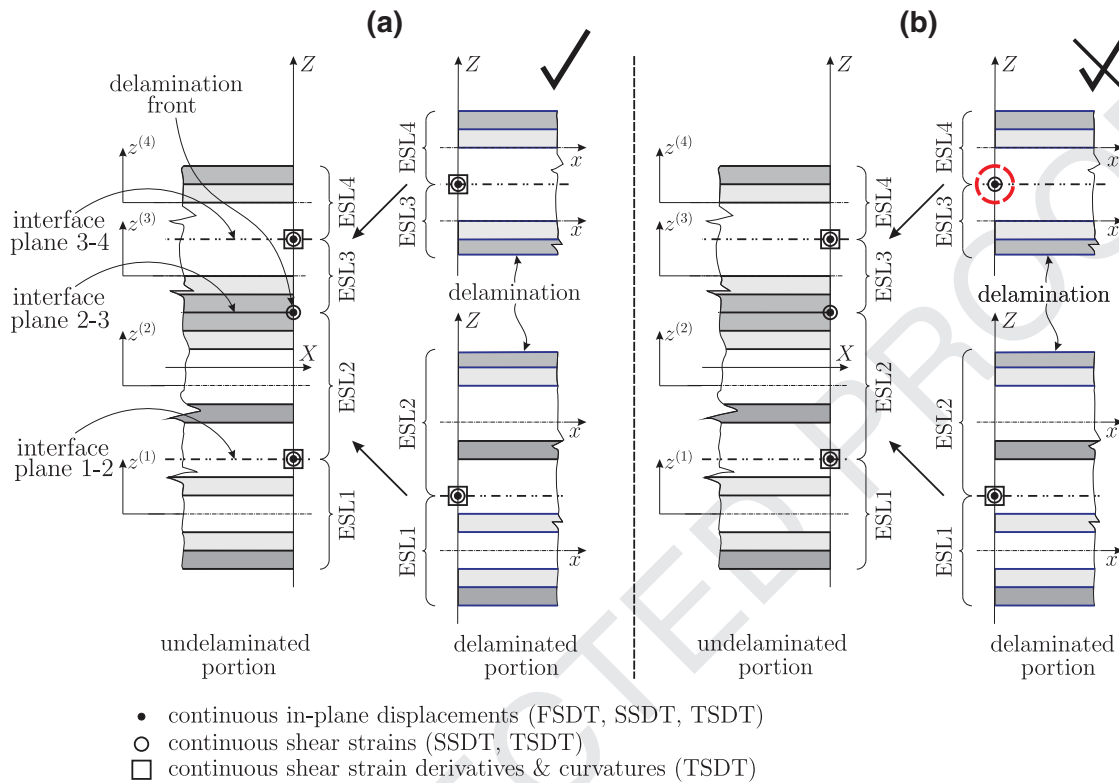 (a)
Z
delamination
front
z(4)
ESL4
interface
plane 3-4
z(3)
ESL3
interface
plane 2-3
z(2)
X
ESL2
interface
plane 1-2
z(1)
ESL1
undelaminated
portion
Z
ESL4
x
ESL3
x
delamination
Z
ESL2
x
ESL1
x
delaminated
portion
(b)
Z
z(4)
ESL4
z(3)
ESL3
z(2)
X
ESL2
z(1)
ESL1
undelaminated
portion
Z
ESL4
x
ESL3
x
delamination
Z
ESL2
x
ESL1
x
delaminated
portion
• continuous in-plane displacements (FSDT, SSDT, TSDT)
continuous shear strains (SSDT, TSDT)
continuous shear strain derivatives & curvatures (TSDT)